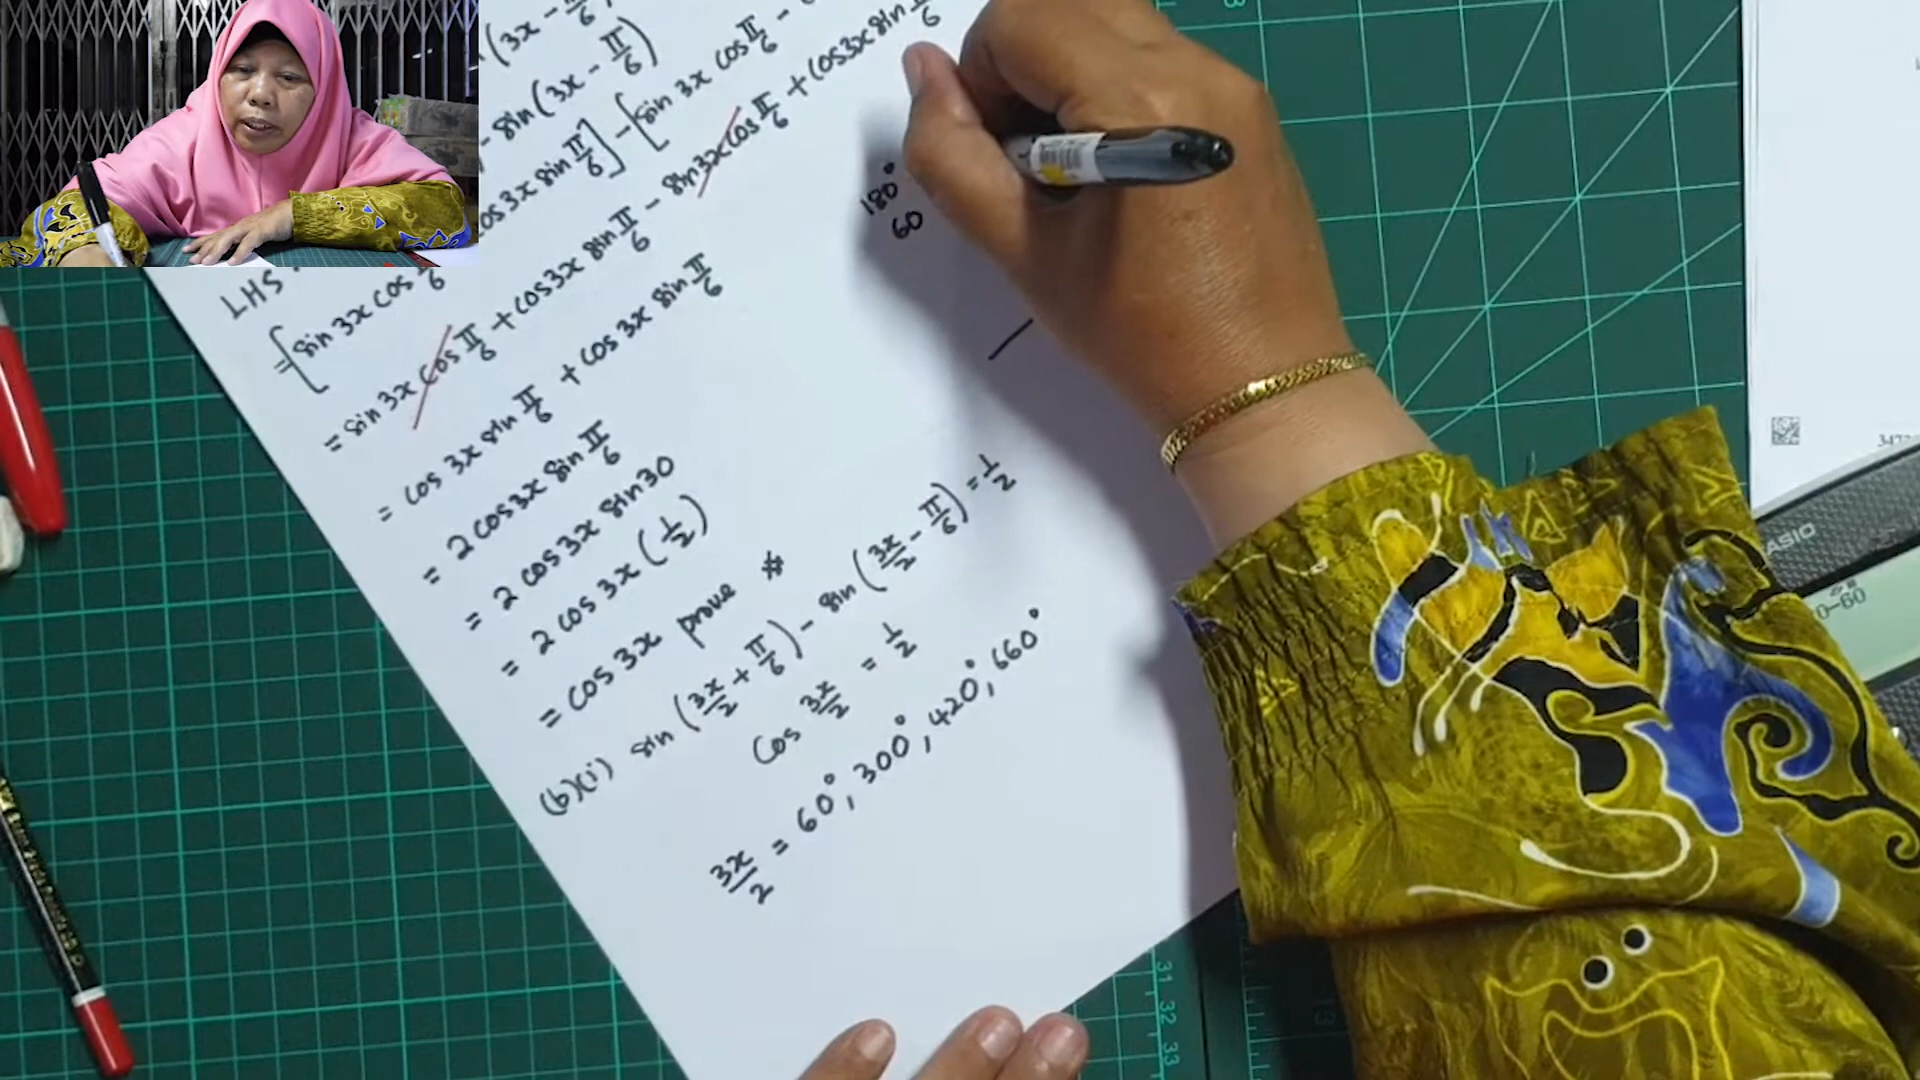 (3x - π/6)
- sin(3x - π/6)
cos 3x sin π/6] - [sin 3x cos π/6 -
LHS
= [sin 3x cos π/6
= sin 3x cos π/6 + cos 3x sin π/6 - sin 3x cos π/6 + cos 3x sin π/6
= cos 3x sin π/6 + cos 3x sin π/6
= 2 cos 3x sin π/6
= 2 cos 3x sin 30
= 2 cos 3x (1/2)
= cos 3x prove #
(b)(i) sin (3x/2 + π/6) - sin (3x/2 - π/6) = 1/2
cos 3x/2 = 1/2
3x/2 = 60°, 300°, 420°, 660°
180°
60
31 32 33